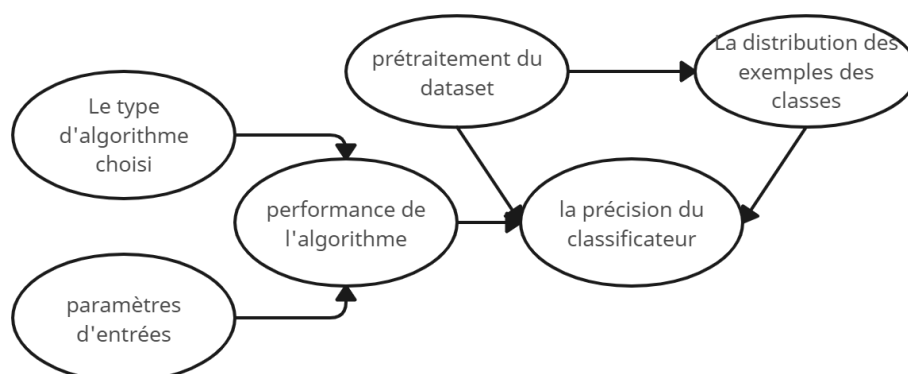 La distribution des
exemples des
classes
prétraitement du
dataset
Le type
d'algorithme
choisi
performance de
l'algorithme
la précision du
classificateur
paramètres
d'entrées